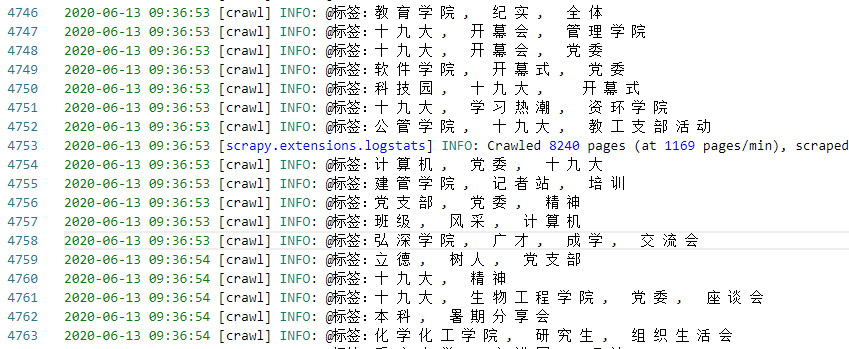 4746 2020-06-13 09:36:53 [crawl] INFO: @标签: 教育学院, 纪实, 全体
4747 2020-06-13 09:36:53 [crawl] INFO: @标签: 十九大, 开幕会, 管理学院
4748 2020-06-13 09:36:53 [crawl] INFO: @标签: 十九大, 开幕会, 党委
4749 2020-06-13 09:36:53 [crawl] INFO: @标签: 软件学院, 开幕式, 党委
4750 2020-06-13 09:36:53 [crawl] INFO: @标签: 科技园, 十九大, 开幕式
4751 2020-06-13 09:36:53 [crawl] INFO: @标签: 十九大, 学习热潮, 资环学院
4752 2020-06-13 09:36:53 [crawl] INFO: @标签: 公管学院, 十九大, 教工支部活动
4753 2020-06-13 09:36:53 [scrapy.extensions.logstats] INFO: Crawled 8240 pages (at 1169 pages/min), scraped
4754 2020-06-13 09:36:53 [crawl] INFO: @标签: 计算机, 党委, 十九大
4755 2020-06-13 09:36:53 [crawl] INFO: @标签: 建管学院, 记者站, 培训
4756 2020-06-13 09:36:53 [crawl] INFO: @标签: 党支部, 党委, 精神
4757 2020-06-13 09:36:53 [crawl] INFO: @标签: 班级, 风采, 计算机
4758 2020-06-13 09:36:53 [crawl] INFO: @标签: 弘深学院, 广才, 成学, 交流会
4759 2020-06-13 09:36:54 [crawl] INFO: @标签: 立德, 树人, 党支部
4760 2020-06-13 09:36:54 [crawl] INFO: @标签: 十九大, 精神
4761 2020-06-13 09:36:54 [crawl] INFO: @标签: 十九大, 生物工程学院, 党委, 座谈会
4762 2020-06-13 09:36:54 [crawl] INFO: @标签: 本科, 暑期分享会
4763 2020-06-13 09:36:54 [crawl] INFO: @标签: 化学化工学院, 研究生, 组织生活会